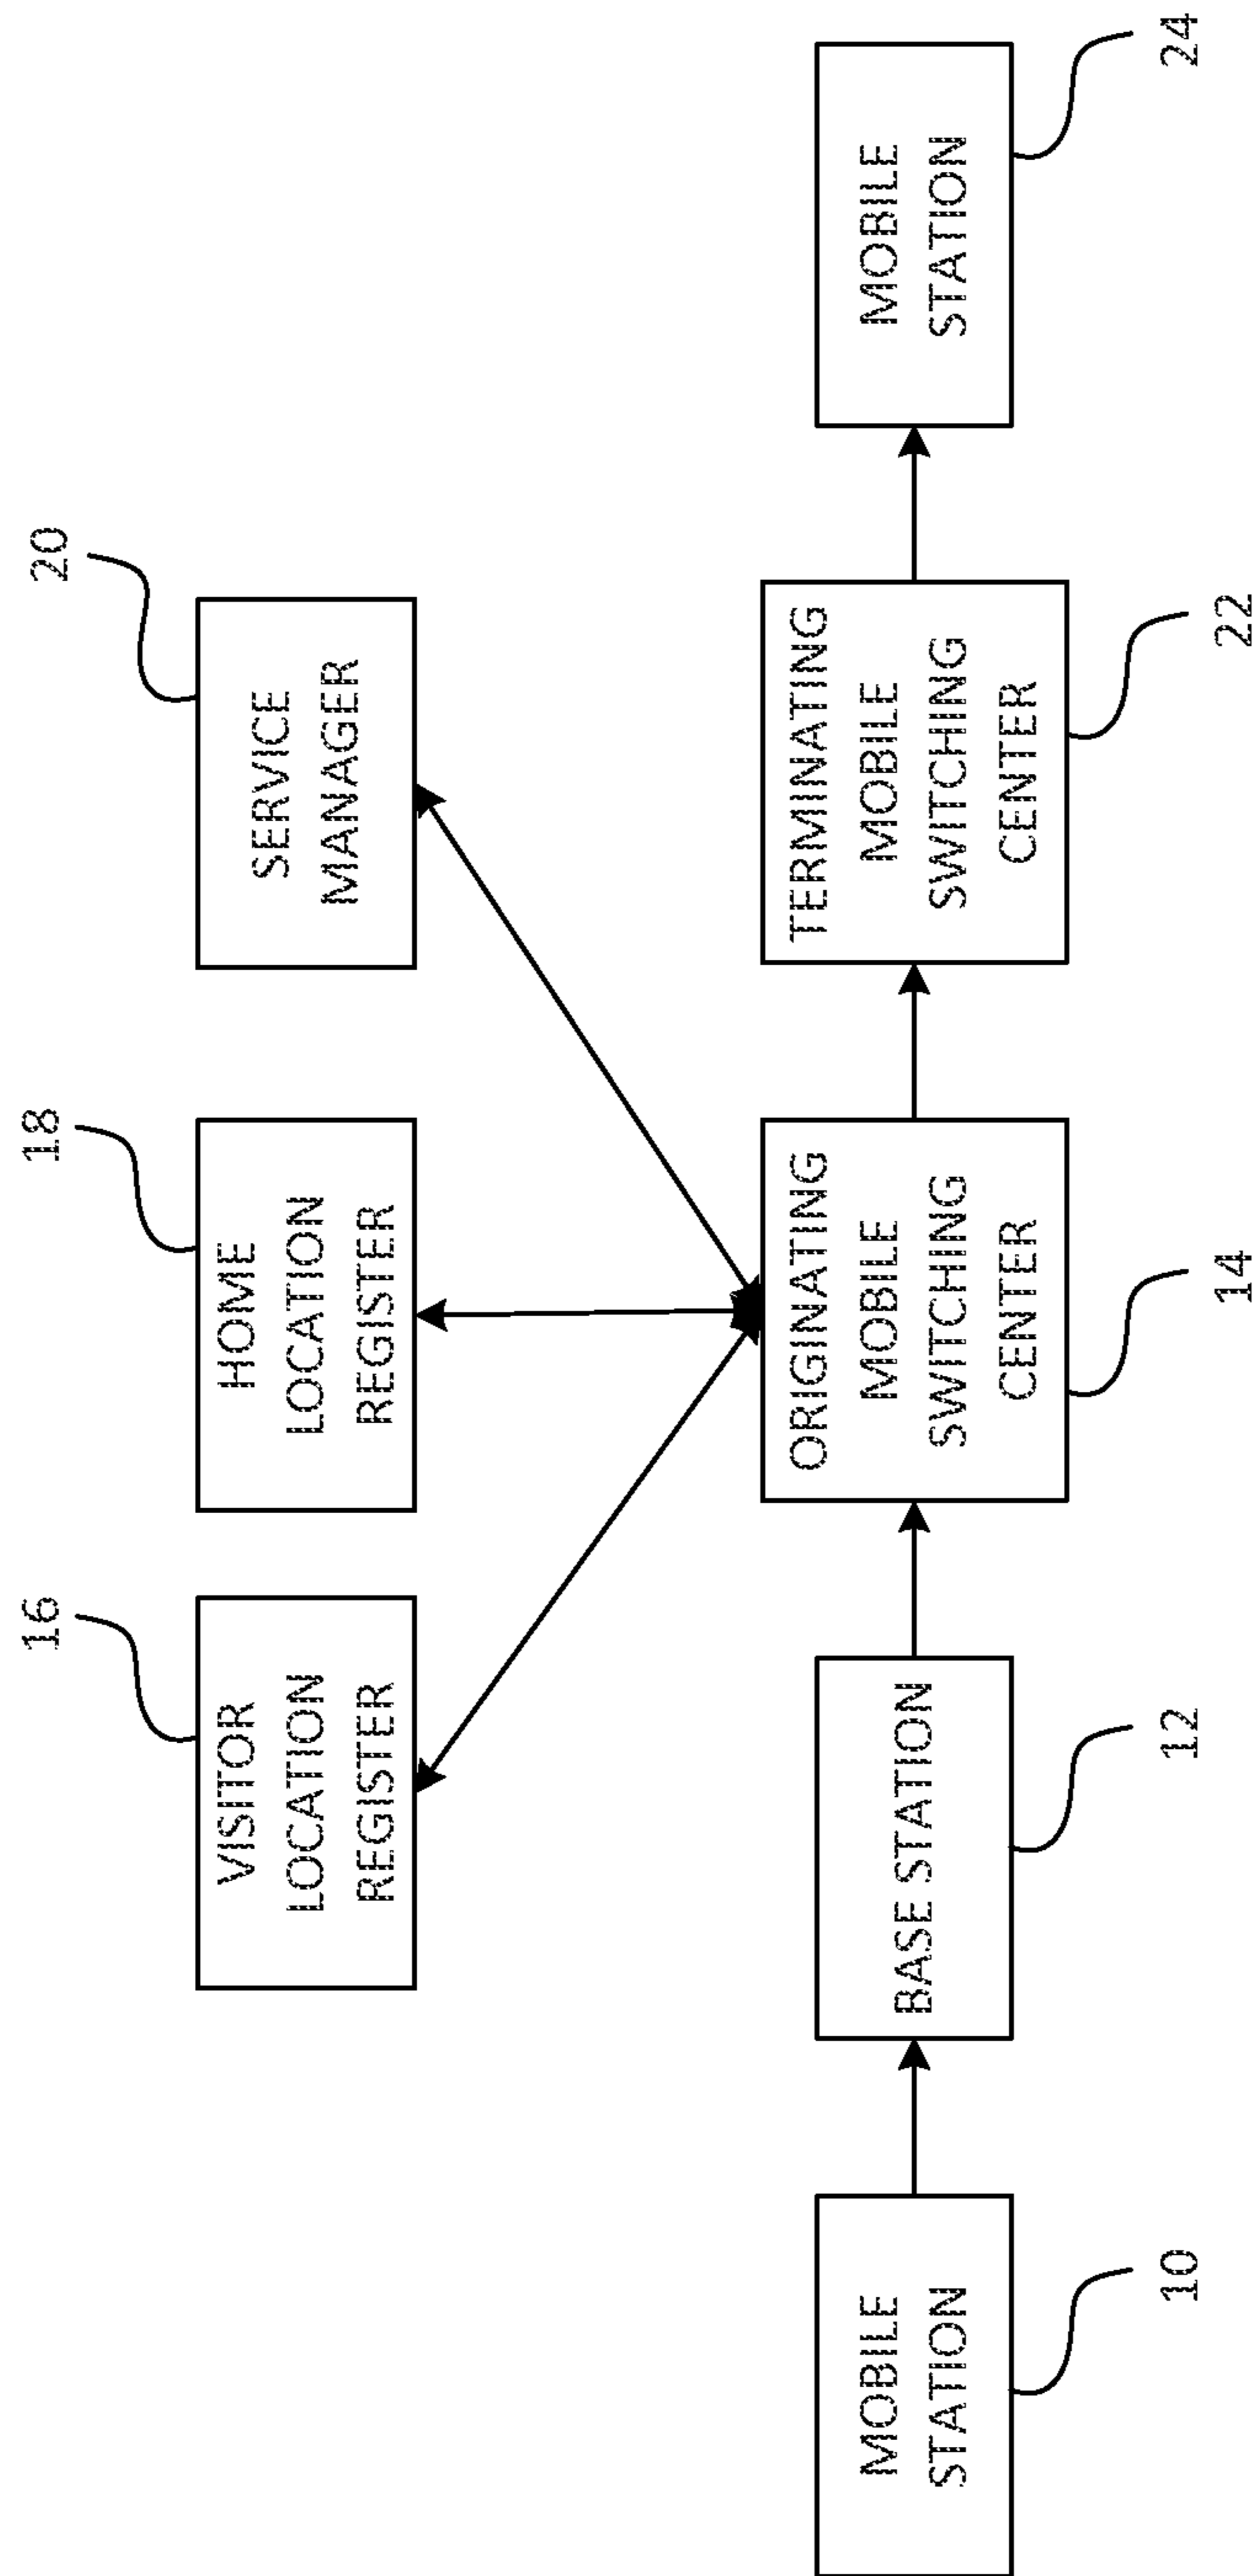 16
18
20
VISITOR
LOCATION
REGISTER
HOME
LOCATION
REGISTER
SERVICE
MANAGER
MOBILE
STATION
BASE STATION
ORIGINATING
MOBILE
SWITCHING
CENTER
TERMINATING
MOBILE
SWITCHING
CENTER
MOBILE
STATION
10
12
14
22
24